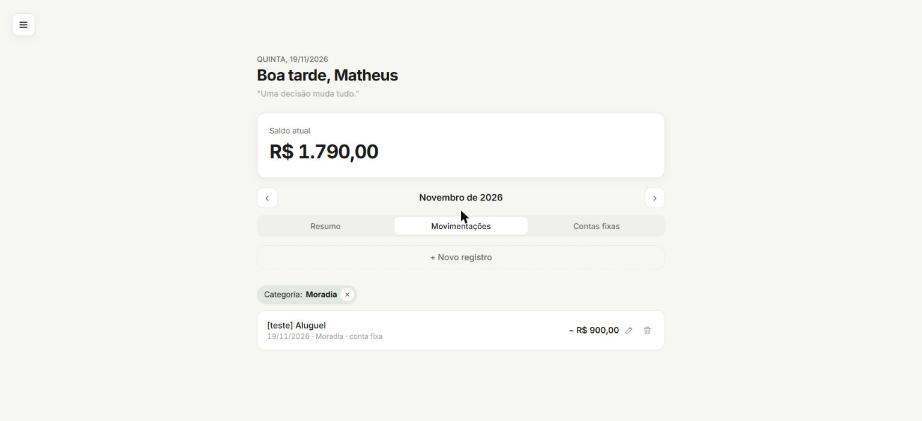 QUINTA, 19/11/2026
Boa tarde, Matheus
"Uma decisão muda tudo."
Saldo atual
R$ 1.790,00
‹ Novembro de 2026 ›
Resumo Movimentações Contas fixas
+ Novo registro
Categoria: Moradia ×
[teste] Aluguel
− R$ 900,00
19/11/2026 · Moradia · conta fixa